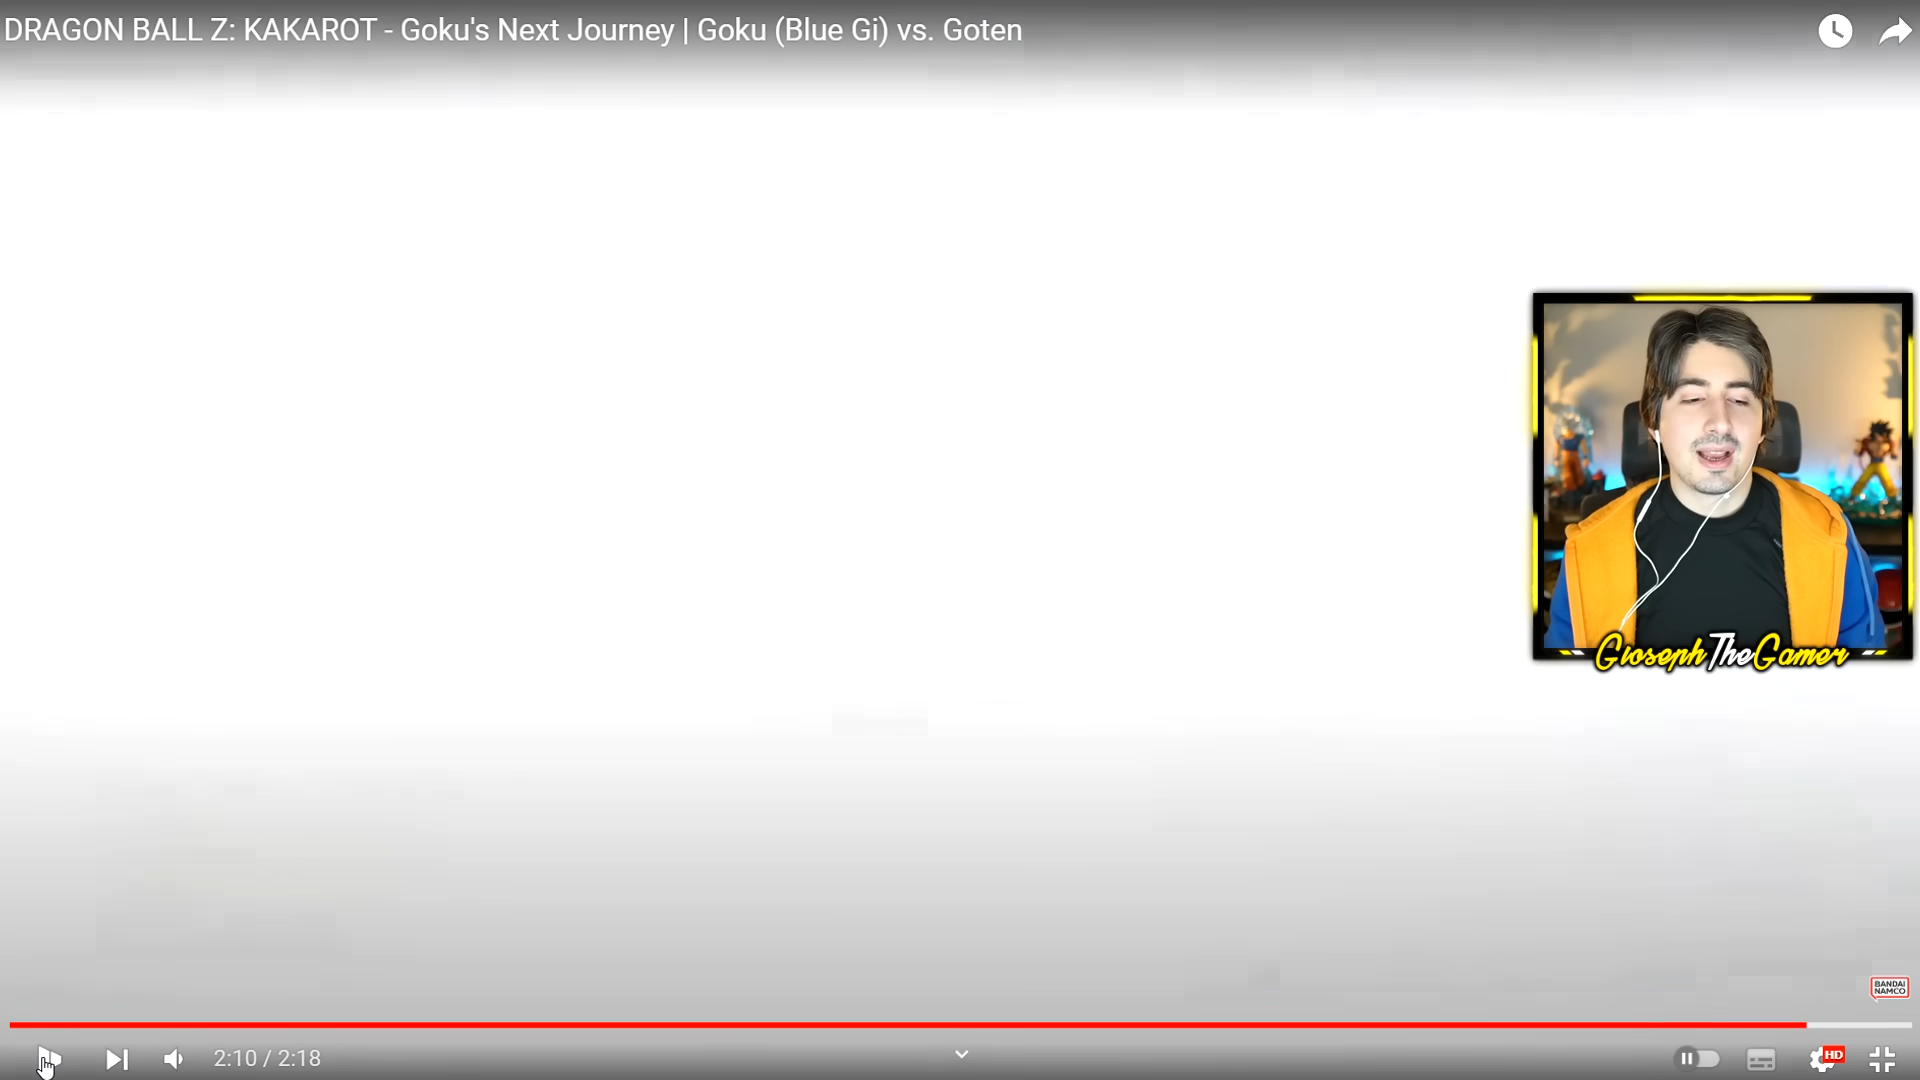 DRAGON BALL Z: KAKAROT - Goku's Next Journey | Goku (Blue Gi) vs. Goten
GiosephTheGamer
BANDAI
NAMCO
2:10 / 2:18
HD